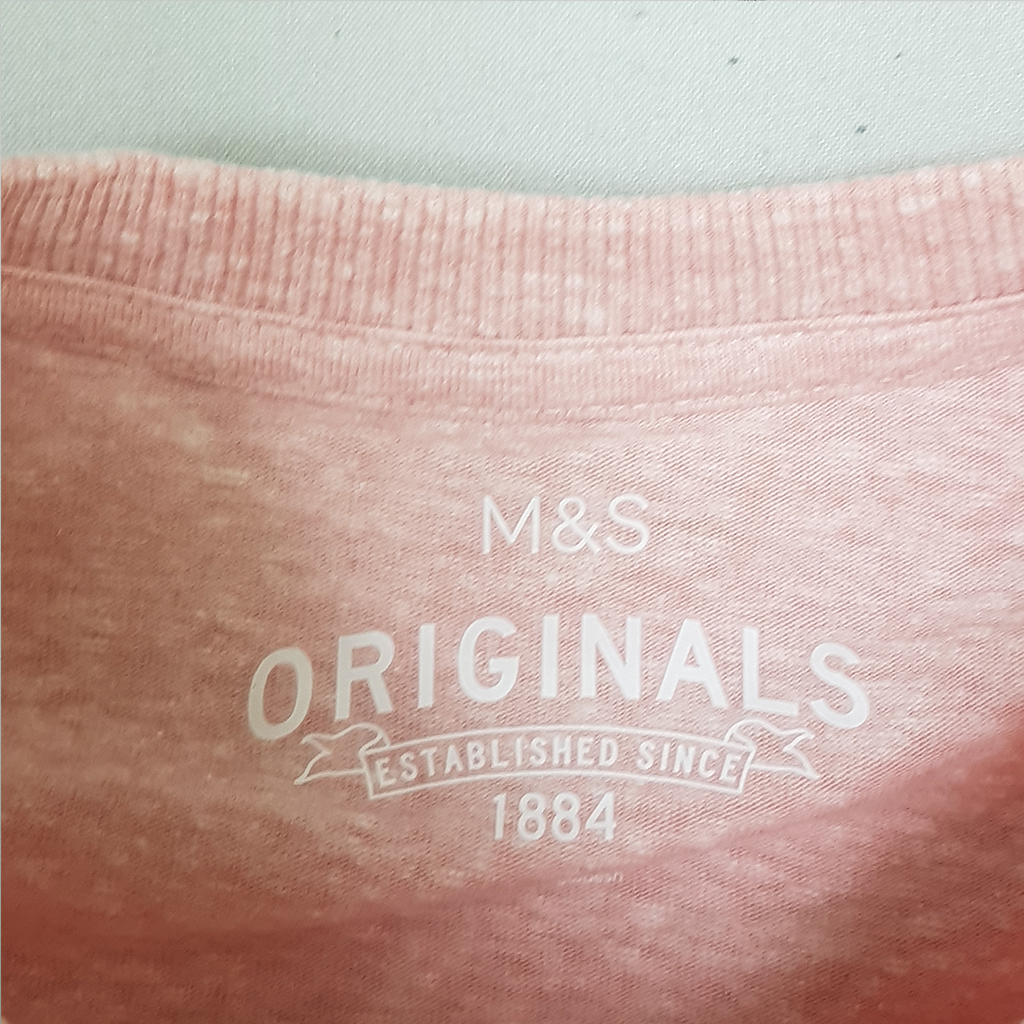 M&S
ORIGINALS
ESTABLISHED SINCE
1884